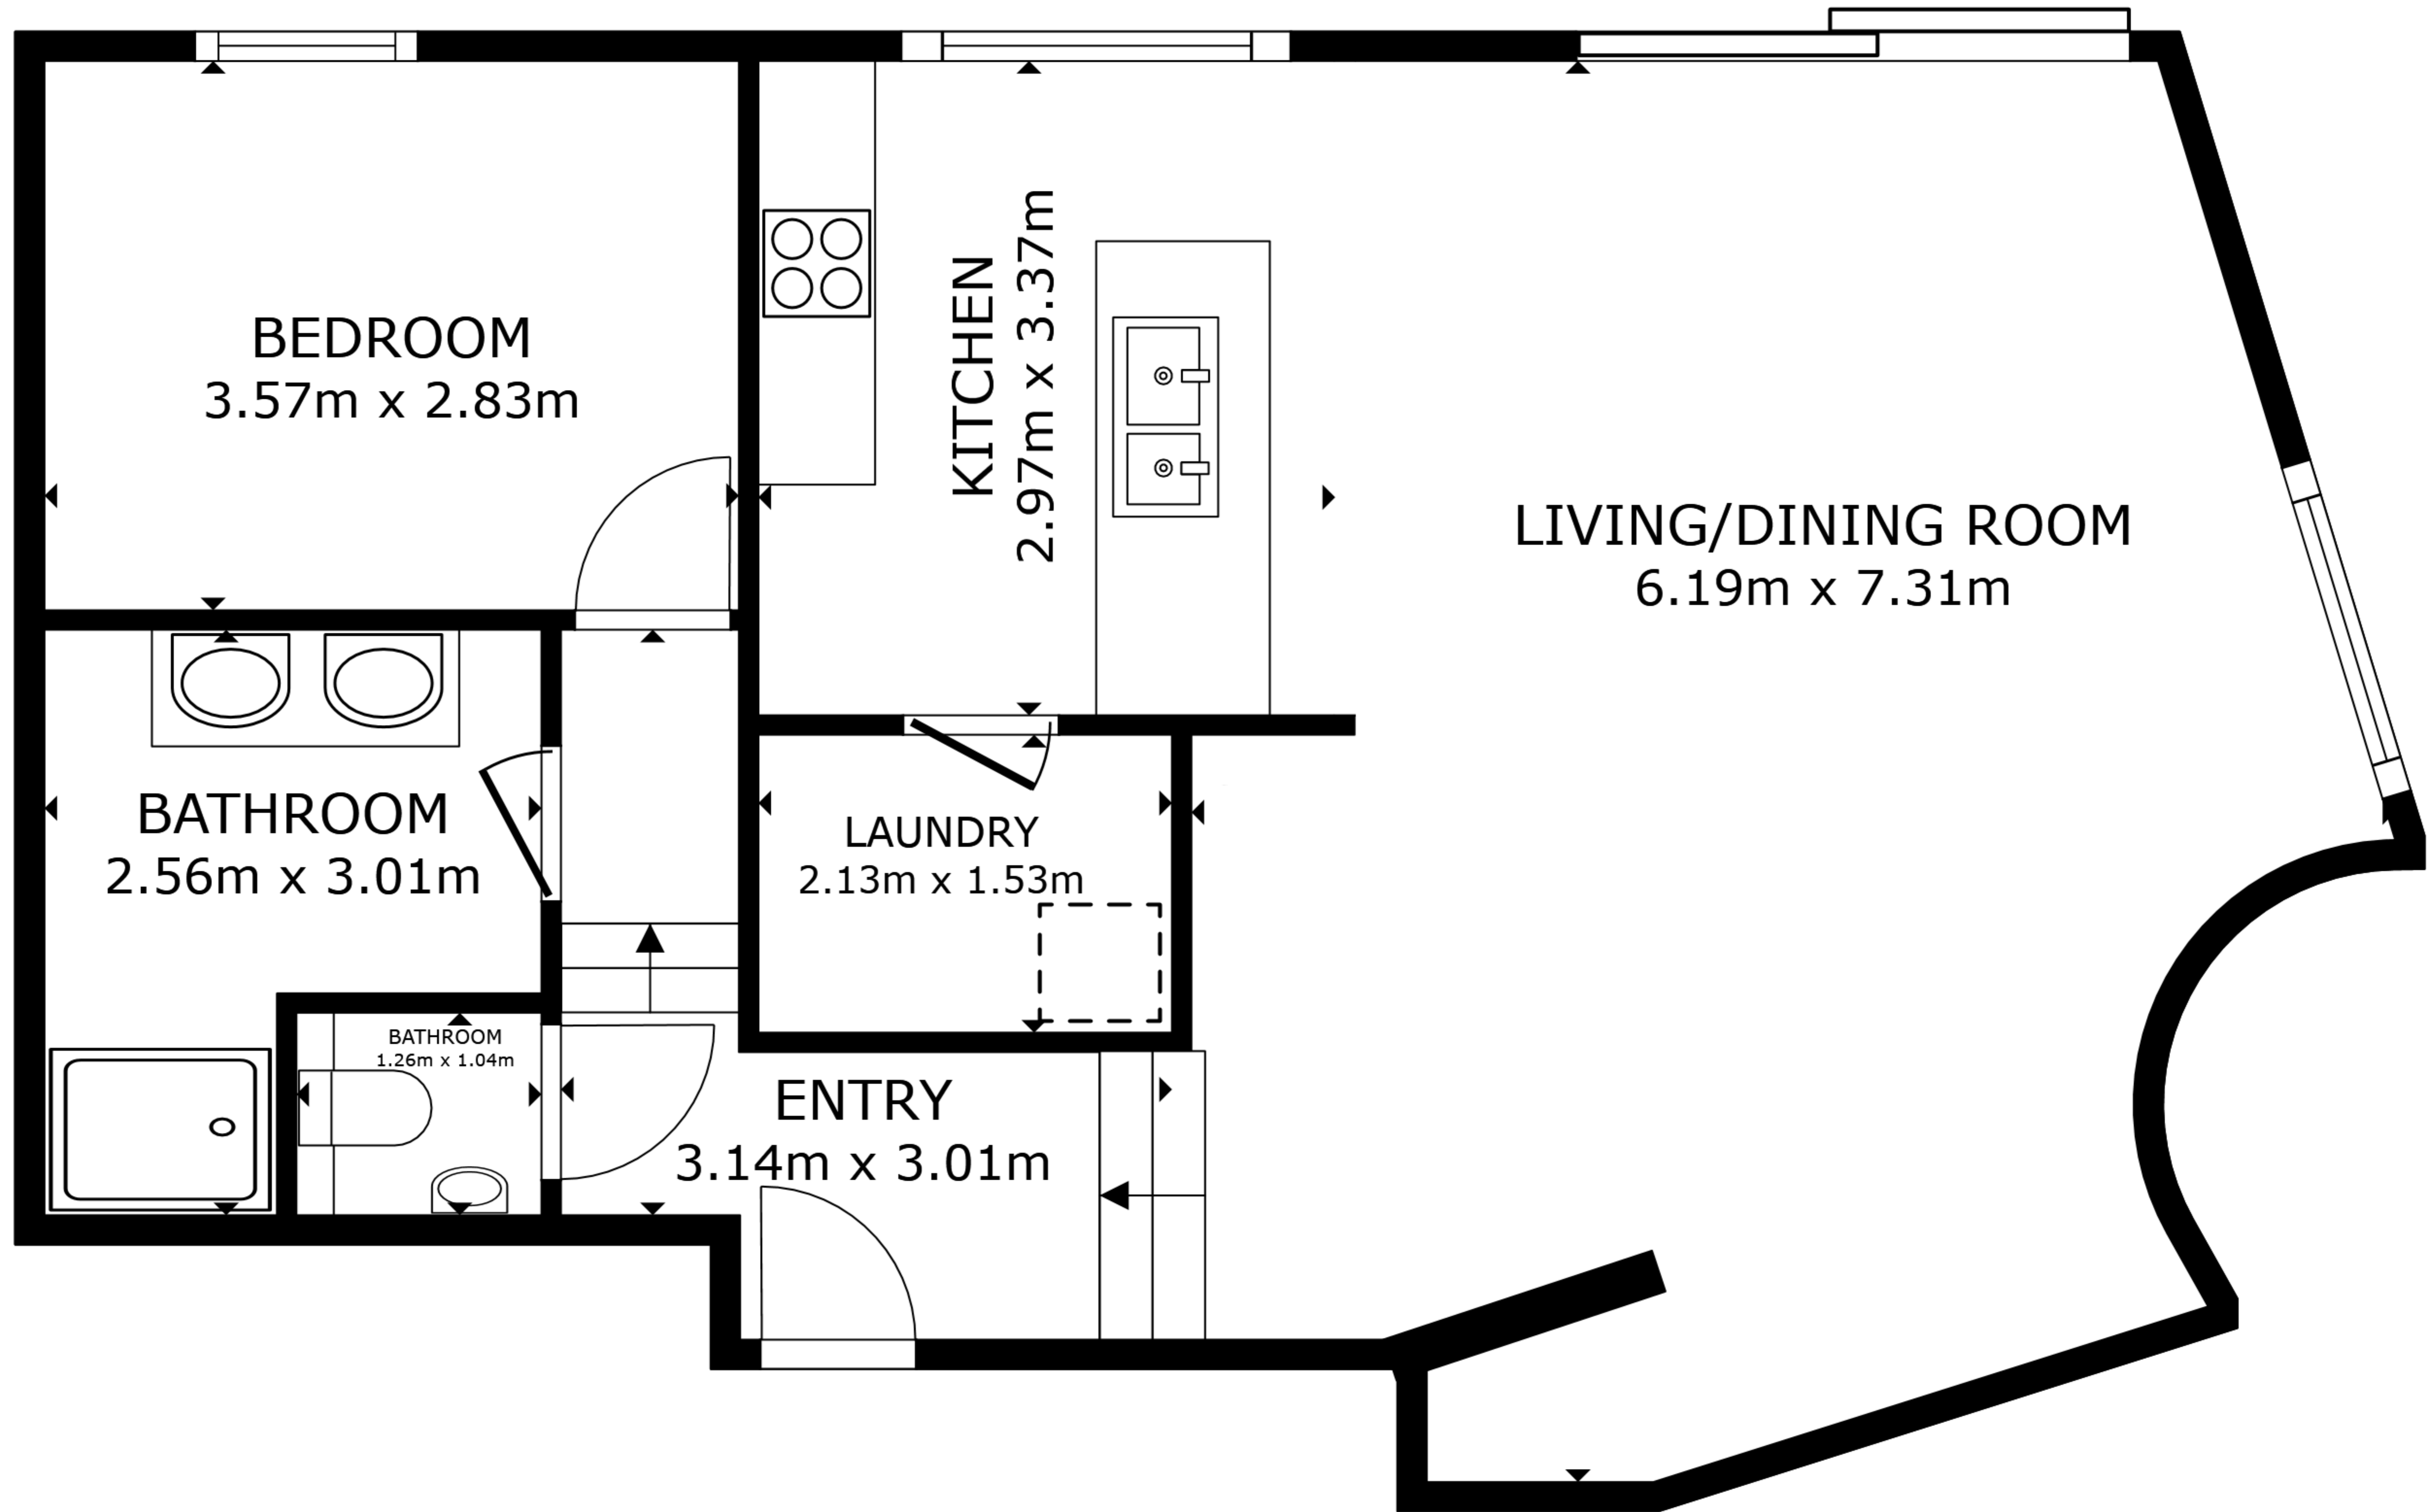 BEDROOM
3.57m x 2.83m
KITCHEN
2.97m x 3.37m
LIVING/DINING ROOM
6.19m x 7.31m
BATHROOM
2.56m x 3.01m
LAUNDRY
2.13m x 1.53m
BATHROOM
1.26m x 1.04m
ENTRY
3.14m x 3.01m